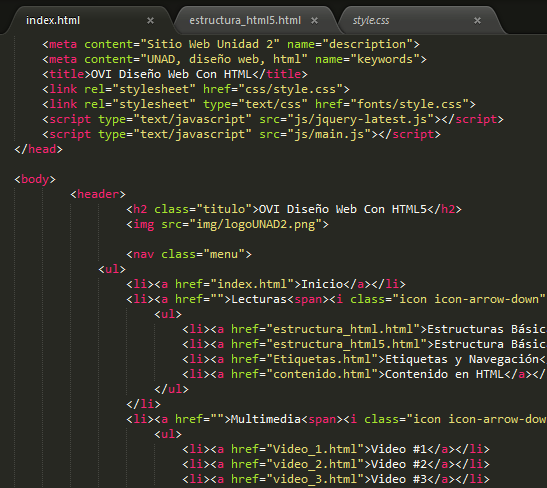 index.html estructura_html5.html style.css
<meta content="Sitio Web Unidad 2" name="description">
<meta content="UNAD, diseño web, html" name="keywords">
<title>OVI Diseño Web Con HTML</title>
<link rel="stylesheet" href="css/style.css">
<link rel="stylesheet" type="text/css" href="fonts/style.css">
<script type="text/javascript" src="js/jquery-latest.js"></script>
<script type="text/javascript" src="js/main.js"></script>
</head>
<body>
<header>
<h2 class="titulo">OVI Diseño Web Con HTML5</h2>
<img src="img/logoUNAD2.png">
<nav class="menu">
<ul>
<li><a href="index.html">Inicio</a></li>
<li><a href="">Lecturas<span><i class="icon icon-arrow-down"
<ul>
<li><a href="estructura_html.html">Estructuras Básic
<li><a href="estructura_html5.html">Estructura Básic
<li><a href="Etiquetas.html">Etiquetas y Navegación<
<li><a href="contenido.html">Contenido en HTML</a></
</ul>
</li>
<li><a href="">Multimedia<span><i class="icon icon-arrow-dow
<ul>
<li><a href="Video_1.html">Video #1</a></li>
<li><a href="video_2.html">Video #2</a></li>
<li><a href="video_3.html">Video #3</a></li>